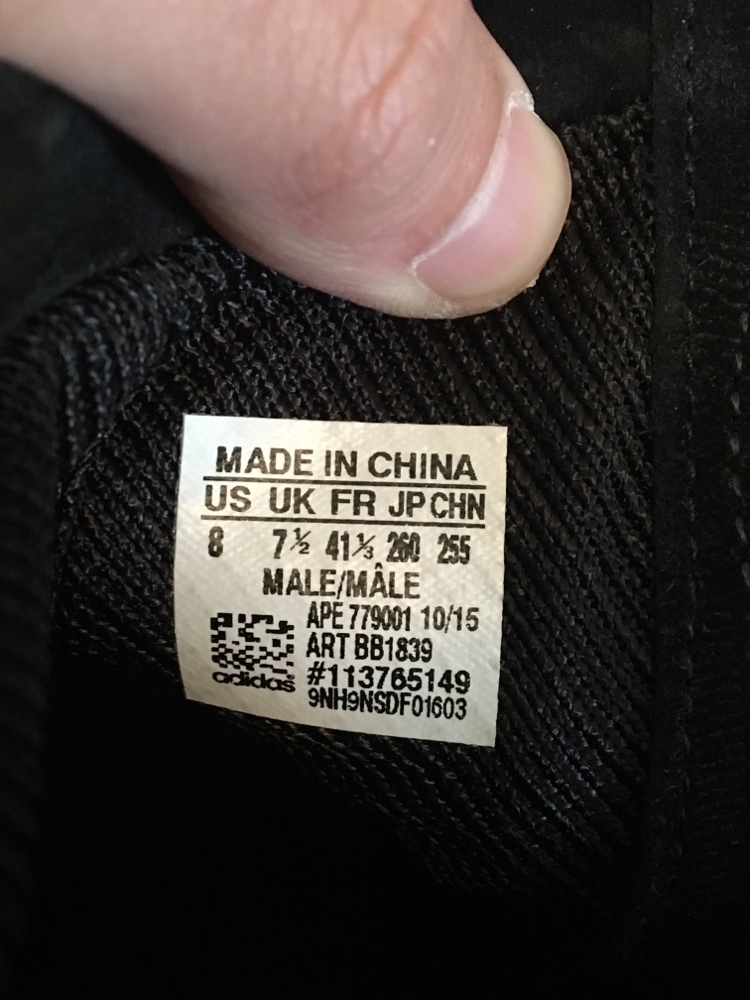 MADE IN CHINA
US UK FR JP CHN
8 7½ 41⅓ 260 255
MALE/MÂLE
APE 779001 10/15
ART BB1839
#113765149
9NH9NSDF01603
adidas